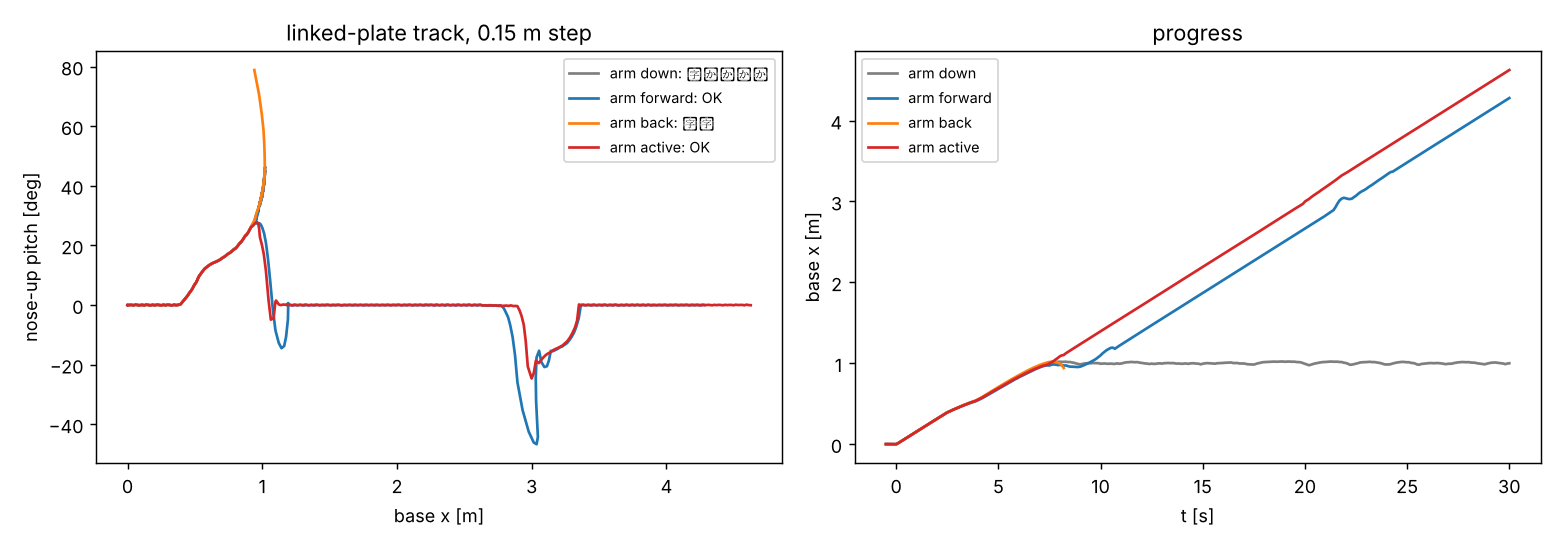 linked-plate track, 0.15 m step
80
60
40
20
0
−20
−40
nose-up pitch [deg]
arm down:
arm forward: OK
arm back:
arm active: OK
0
1
2
3
4
base x [m]
progress
4
3
2
1
0
base x [m]
arm down
arm forward
arm back
arm active
0
5
10
15
20
25
30
t [s]